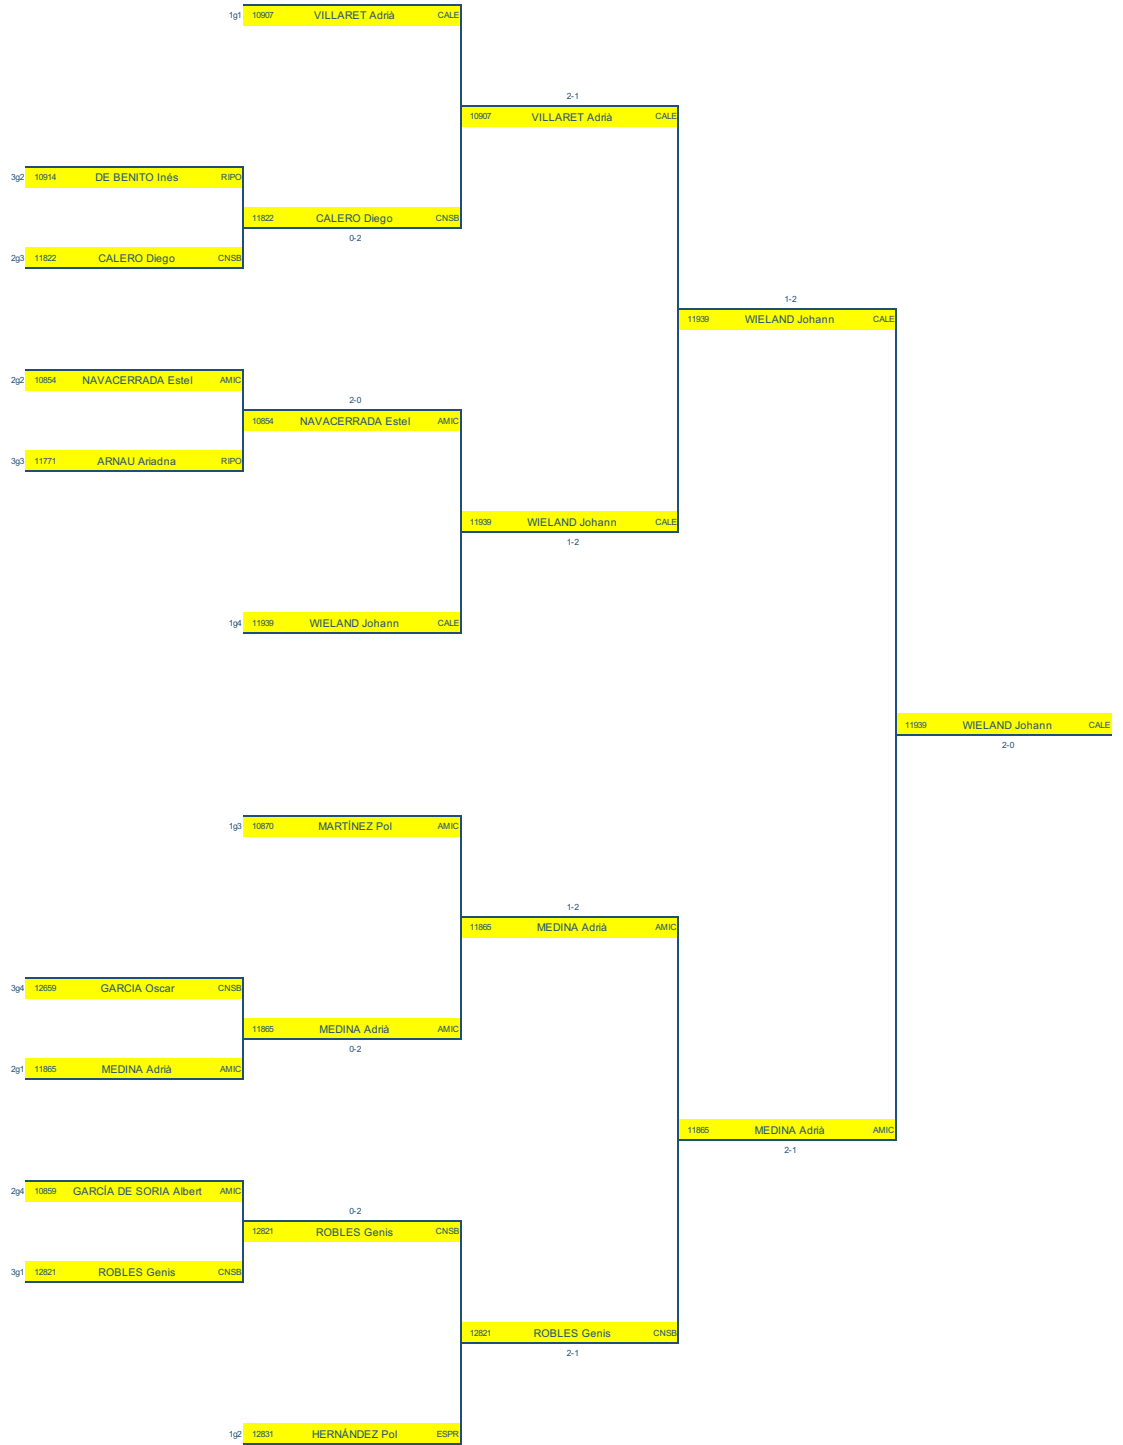 1g1 10907 VILLARET Adrià CALE
2-1
10907 VILLARET Adrià CALE
3g2 10914 DE BENITO Inés RIPO
11822 CALERO Diego CNSB
0-2
2g3 11822 CALERO Diego CNSB
1-2
11939 WIELAND Johann CALE
2g2 10854 NAVACERRADA Estel AMIC
2-0
10854 NAVACERRADA Estel AMIC
3g3 11771 ARNAU Ariadna RIPO
11939 WIELAND Johann CALE
1-2
1g4 11939 WIELAND Johann CALE
11939 WIELAND Johann CALE
2-0
1g3 10870 MARTÍNEZ Pol AMIC
1-2
11865 MEDINA Adrià AMIC
3g4 12659 GARCIA Oscar CNSB
11865 MEDINA Adrià AMIC
0-2
2g1 11865 MEDINA Adrià AMIC
11865 MEDINA Adrià AMIC
2-1
2g4 10859 GARCÍA DE SORIA Albert AMIC
0-2
12821 ROBLES Genis CNSB
3g1 12821 ROBLES Genis CNSB
12821 ROBLES Genis CNSB
2-1
1g2 12831 HERNÁNDEZ Pol ESPR